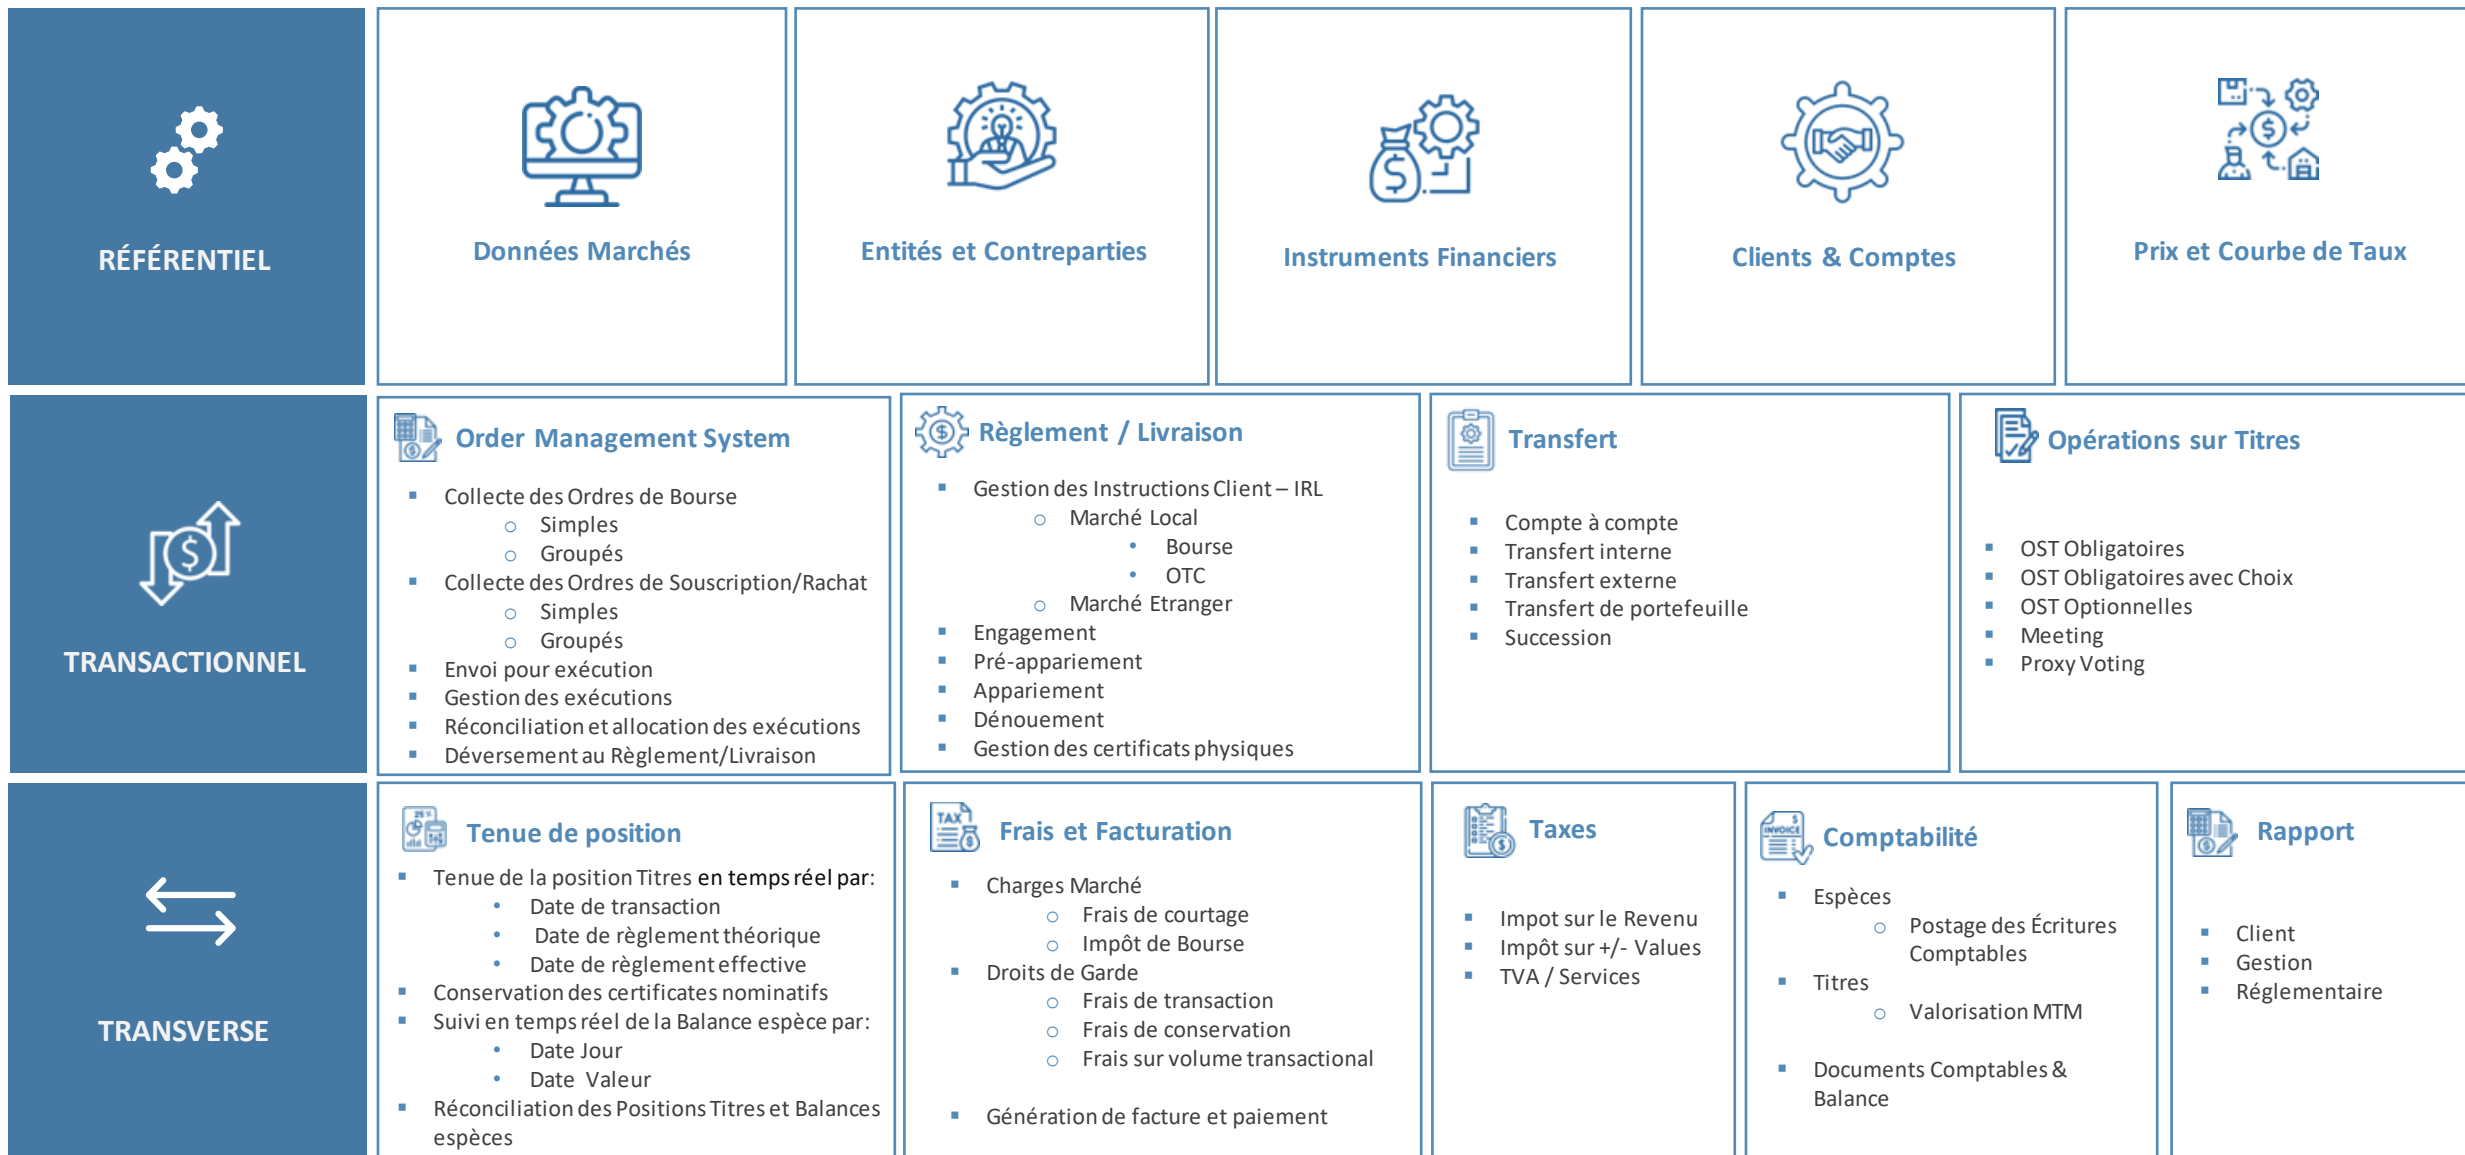 RÉFÉRENTIEL
Données Marchés
Entités et Contreparties
Instruments Financiers
Clients & Comptes
Prix et Courbe de Taux
TRANSACTIONNEL
Order Management System
Collecte des Ordres de Bourse
Simples
Groupés
Collecte des Ordres de Souscription/Rachat
Simples
Groupés
Envoi pour exécution
Gestion des exécutions
Réconciliation et allocation des exécutions
Déversement au Règlement/Livraison
Règlement / Livraison
Gestion des Instructions Client – IRL
Marché Local
Bourse
OTC
Marché Etranger
Engagement
Pré-appariement
Appariement
Dénouement
Gestion des certificats physiques
Transfert
Compte à compte
Transfert interne
Transfert externe
Transfert de portefeuille
Succession
Opérations sur Titres
OST Obligatoires
OST Obligatoires avec Choix
OST Optionnelles
Meeting
Proxy Voting
TRANSVERSE
25 %
Tenue de position
Tenue de la position Titres en temps réel par:
Date de transaction
Date de règlement théorique
Date de règlement effective
Conservation des certificates nominatifs
Suivi en temps réel de la Balance espèce par:
Date Jour
Date Valeur
Réconciliation des Positions Titres et Balances
espèces
TAX
Frais et Facturation
Charges Marché
Frais de courtage
Impôt de Bourse
Droits de Garde
Frais de transaction
Frais de conservation
Frais sur volume transactional
Génération de facture et paiement
Taxes
Impot sur le Revenu
Impôt sur +/- Values
TVA / Services
INVOICE
Comptabilité
Espèces
Postage des Écritures
Comptables
Titres
Valorisation MTM
Documents Comptables &
Balance
Rapport
Client
Gestion
Réglementaire